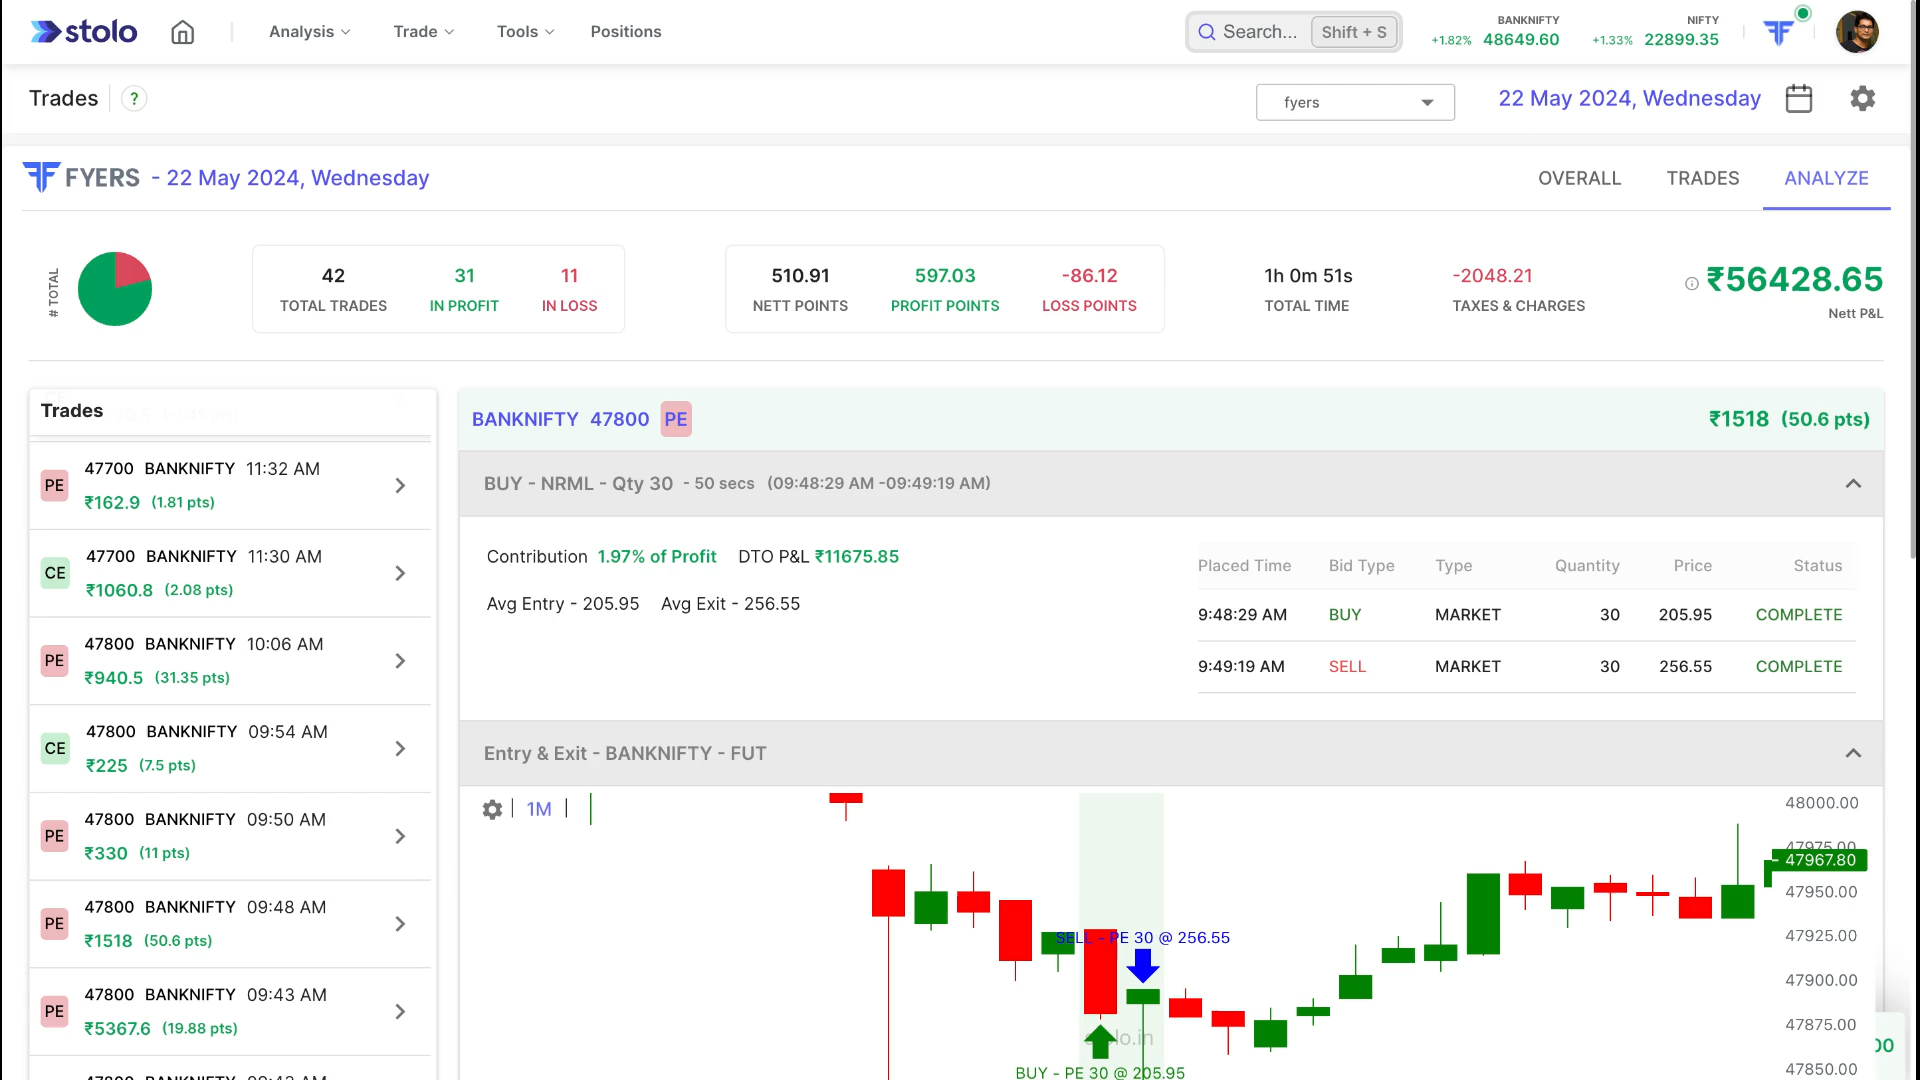 stolo
Analysis
Trade
Tools
Positions
Search...
Shift + S
BANKNIFTY
+1.82% 48649.60
NIFTY
+1.33% 22899.35
Trades
?
fyers
22 May 2024, Wednesday
FYERS - 22 May 2024, Wednesday
OVERALL
TRADES
ANALYZE
# TOTAL
42
TOTAL TRADES
31
IN PROFIT
11
IN LOSS
510.91
NETT POINTS
597.03
PROFIT POINTS
-86.12
LOSS POINTS
1h 0m 51s
TOTAL TIME
-2048.21
TAXES & CHARGES
₹56428.65
Nett P&L
Trades
PE
47700 BANKNIFTY 11:32 AM
₹162.9 (1.81 pts)
CE
47700 BANKNIFTY 11:30 AM
₹1060.8 (2.08 pts)
PE
47800 BANKNIFTY 10:06 AM
₹940.5 (31.35 pts)
CE
47800 BANKNIFTY 09:54 AM
₹225 (7.5 pts)
PE
47800 BANKNIFTY 09:50 AM
₹330 (11 pts)
PE
47800 BANKNIFTY 09:48 AM
₹1518 (50.6 pts)
PE
47800 BANKNIFTY 09:43 AM
₹5367.6 (19.88 pts)
BANKNIFTY 47800 PE
₹1518 (50.6 pts)
BUY - NRML - Qty 30 - 50 secs (09:48:29 AM -09:49:19 AM)
Contribution 1.97% of Profit DTO P&L ₹11675.85
Avg Entry - 205.95 Avg Exit - 256.55
Placed Time Bid Type Type Quantity Price Status
9:48:29 AM BUY MARKET 30 205.95 COMPLETE
9:49:19 AM SELL MARKET 30 256.55 COMPLETE
Entry & Exit - BANKNIFTY - FUT
1M
48000.00
47975.00
47967.80
47950.00
47925.00
47900.00
47875.00
47850.00
SELL - PE 30 @ 256.55
BUY - PE 30 @ 205.95